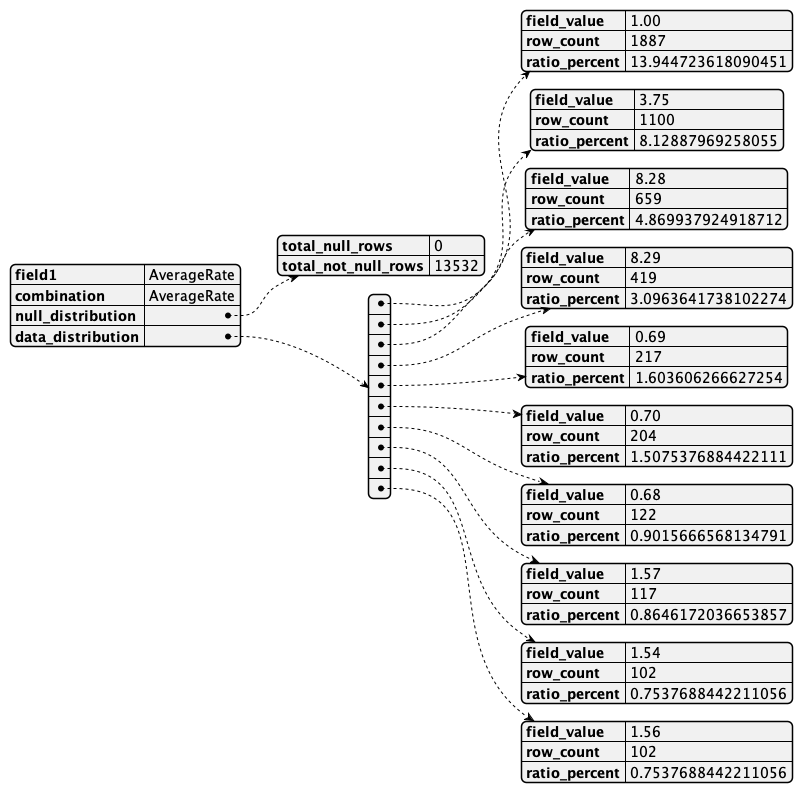 field1 AverageRate
combination AverageRate
null_distribution
data_distribution
total_null_rows 0
total_not_null_rows 13532
field_value 1.00
row_count 1887
ratio_percent 13.944723618090451
field_value 3.75
row_count 1100
ratio_percent 8.12887969258055
field_value 8.28
row_count 659
ratio_percent 4.869937924918712
field_value 8.29
row_count 419
ratio_percent 3.0963641738102274
field_value 0.69
row_count 217
ratio_percent 1.603606266627254
field_value 0.70
row_count 204
ratio_percent 1.5075376884422111
field_value 0.68
row_count 122
ratio_percent 0.9015666568134791
field_value 1.57
row_count 117
ratio_percent 0.8646172036653857
field_value 1.54
row_count 102
ratio_percent 0.7537688442211056
field_value 1.56
row_count 102
ratio_percent 0.7537688442211056